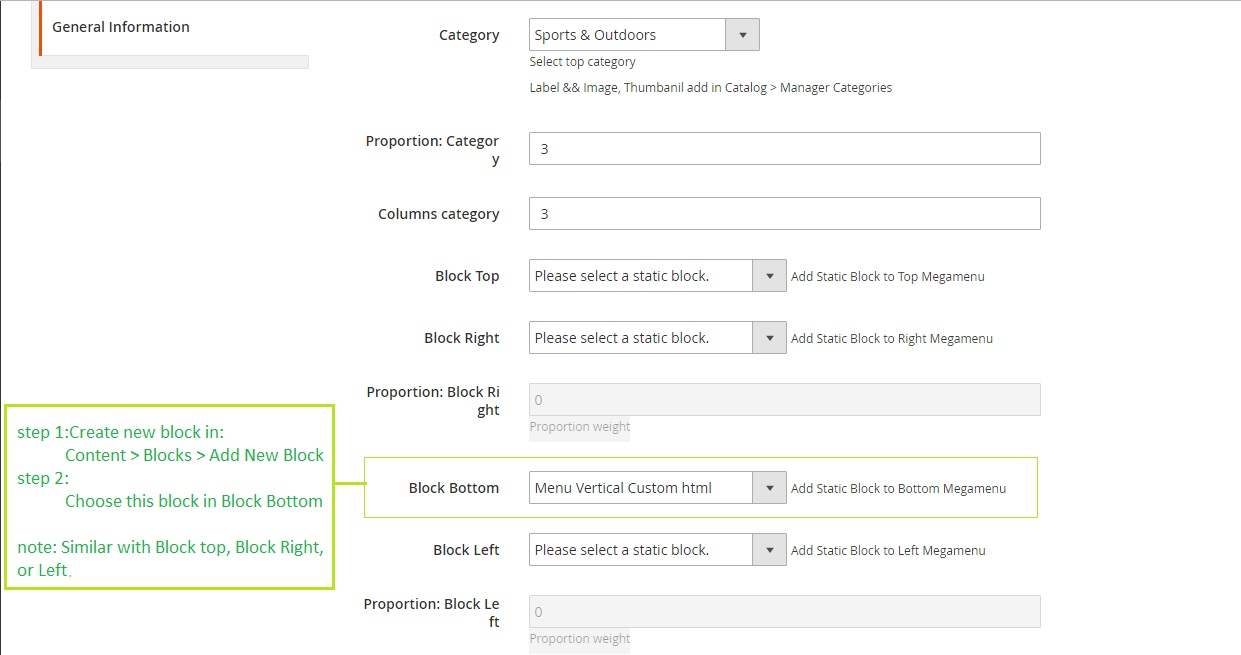 General Information
Category
Sports & Outdoors
Select top category
Label && Image, Thumbanil add in Catalog > Manager Categories
Proportion: Categor
y
3
Columns category
3
Block Top
Please select a static block.
Add Static Block to Top Megamenu
Block Right
Please select a static block.
Add Static Block to Right Megamenu
Proportion: Block Ri
ght
0
Proportion weight
step 1:Create new block in:
Content > Blocks > Add New Block
step 2:
Choose this block in Block Bottom
note: Similar with Block top, Block Right,
or Left.
Block Bottom
Menu Vertical Custom html
Add Static Block to Bottom Megamenu
Block Left
Please select a static block.
Add Static Block to Left Megamenu
Proportion: Block Le
ft
0
Proportion weight